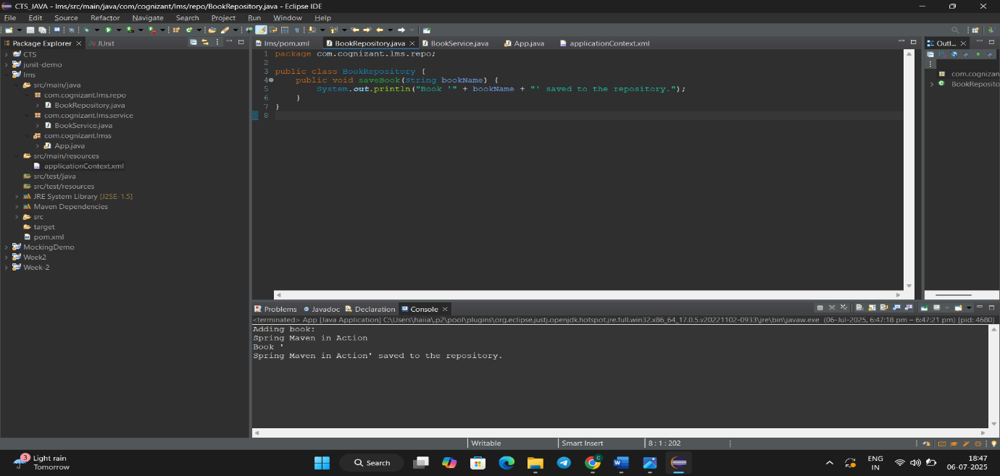 CTS_JAVA - lms/src/main/java/com/cognizant/lms/repo/BookRepository.java - Eclipse IDE
File Edit Source Refactor Navigate Search Project Run Window Help
Package Explorer JUnit
CTS
junit-demo
lms
src/main/java
com.cognizant.lms.repo
BookRepository.java
com.cognizant.lms.service
BookService.java
com.cognizant.lmss
App.java
src/main/resources
applicationContext.xml
src/test/java
src/test/resources
JRE System Library [J2SE-1.5]
Maven Dependencies
src
target
pom.xml
MockingDemo
Week2
Week-2
lms/pom.xml BookRepository.java BookService.java App.java applicationContext.xml
1 package com.cognizant.lms.repo;
2
3 public class BookRepository {
4 public void saveBook(String bookName) {
5 System.out.println("Book '" + bookName + "' saved to the repository.");
6 }
7 }
8
Outl...
com.cognizan
BookReposito
Problems Javadoc Declaration Console
<terminated> App [Java Application] C:\Users\haiia\.p2\pool\plugins\org.eclipse.justj.openjdk.hotspot.jre.full.win32.x86_64_17.0.5.v20221102-0933\jre\bin\javaw.exe (06-Jul-2025, 6:47:18 pm – 6:47:21 pm) [pid: 4680]
Adding book:
Spring Maven in Action
Book '
Spring Maven in Action' saved to the repository.
Writable Smart Insert 8 : 1 : 202
3 Light rain
Tomorrow
Search
ENG
IN
18:47
06-07-2025